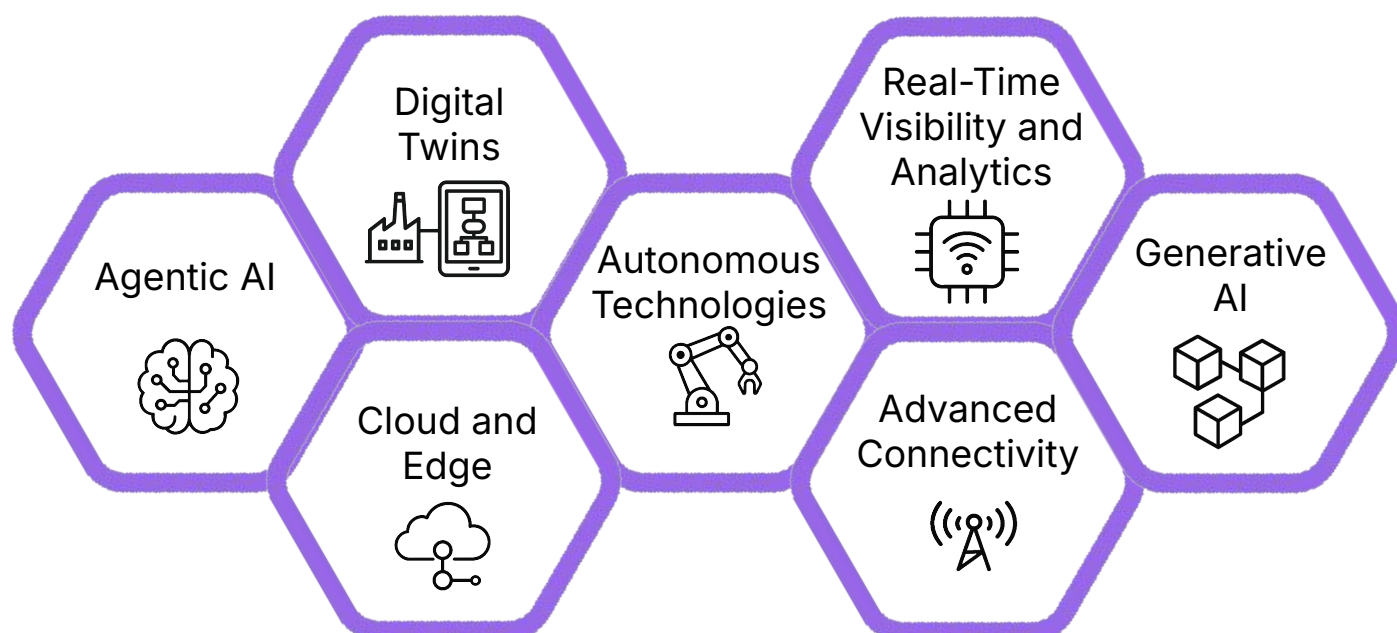 Digital
Twins
Real-Time
Visibility and
Analytics
Agentic AI
Autonomous
Technologies
Generative
AI
Cloud and
Edge
Advanced
Connectivity